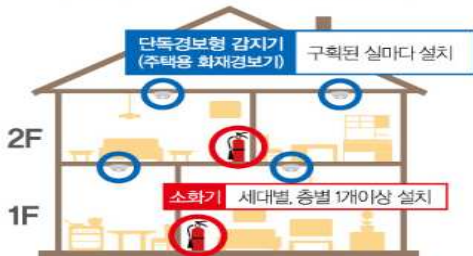 단독경보형 감지기
(주택용 화재경보기)
구획된 실마다 설치
2F
소화기 세대별, 층별 1개이상 설치
1F